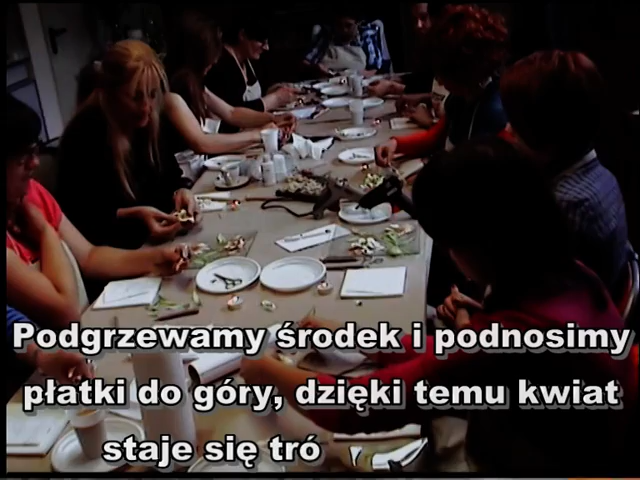 Podgrzewamy środek i podnosimy
płatki do góry, dzięki temu kwiat
staje się tró